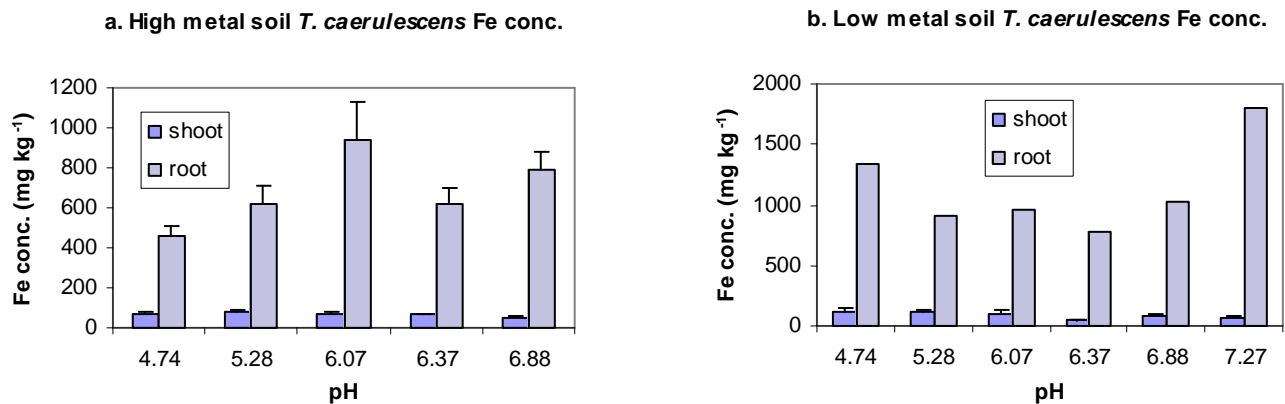 a. High metal soil T. caerulescens Fe conc.
Fe conc. (mg kg -1)
1200
1000
800
600
400
200
0
shoot
root
4.74 5.28 6.07 6.37 6.88
pH
b. Low metal soil T. caerulescens Fe conc.
Fe conc. (mg kg -1)
2000
1500
1000
500
0
shoot
root
4.74 5.28 6.07 6.37 6.88 7.27
pH